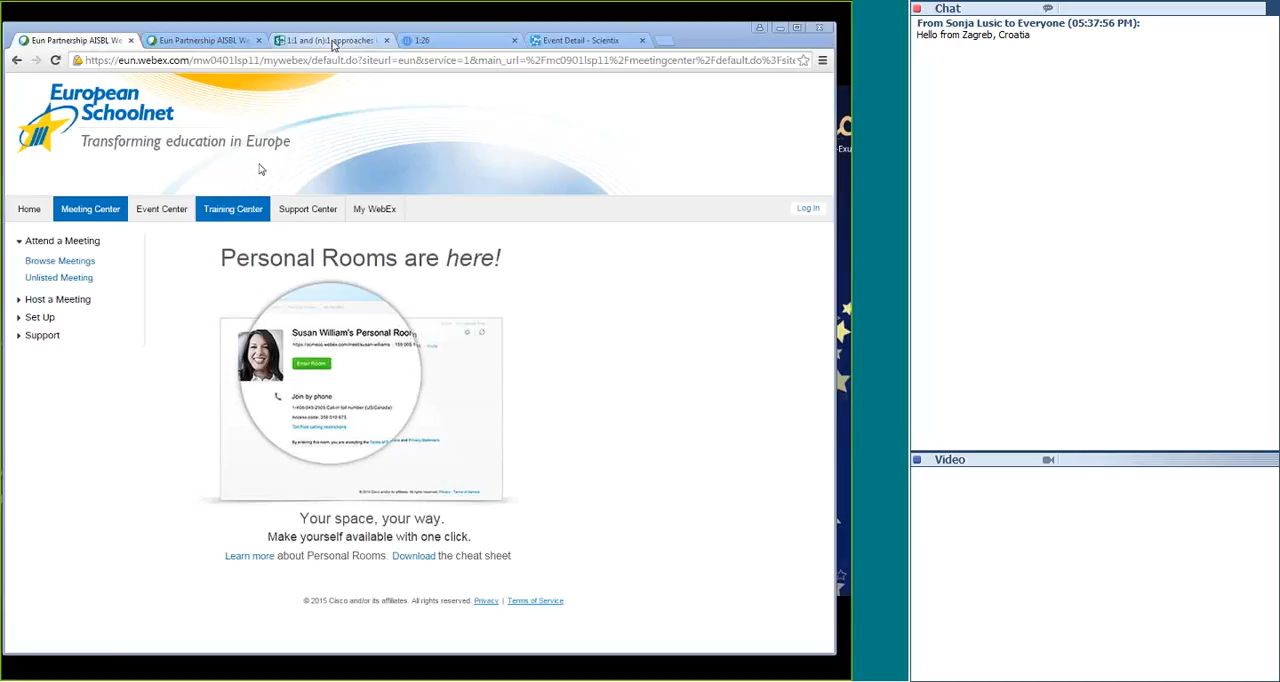 Eun Partnership AISBL We
Eun Partnership AISBL We
1:1 and (n):1 approaches
1:26
Event Detail - Scientix
https://eun.webex.com/mw0401lsp11/mywebex/default.do?siteurl=eun&service=1&main_url=%2Fmc0901lsp11%2Fmeetingcenter%2Fdefault.do%3Fsite
European
Schoolnet
Transforming education in Europe
Home
Meeting Center
Event Center
Training Center
Support Center
My WebEx
Log In
Attend a Meeting
Browse Meetings
Unlisted Meeting
Host a Meeting
Set Up
Support
Personal Rooms are here!
Susan William's Personal Room
Enter Room
Join by phone
Toll-free calling restrictions
Your space, your way.
Make yourself available with one click.
Learn more about Personal Rooms. Download the cheat sheet
© 2015 Cisco and/or its affiliates. All rights reserved. Privacy | Terms of Service
Chat
From Sonja Lusic to Everyone (05:37:56 PM):
Hello from Zagreb, Croatia
Video